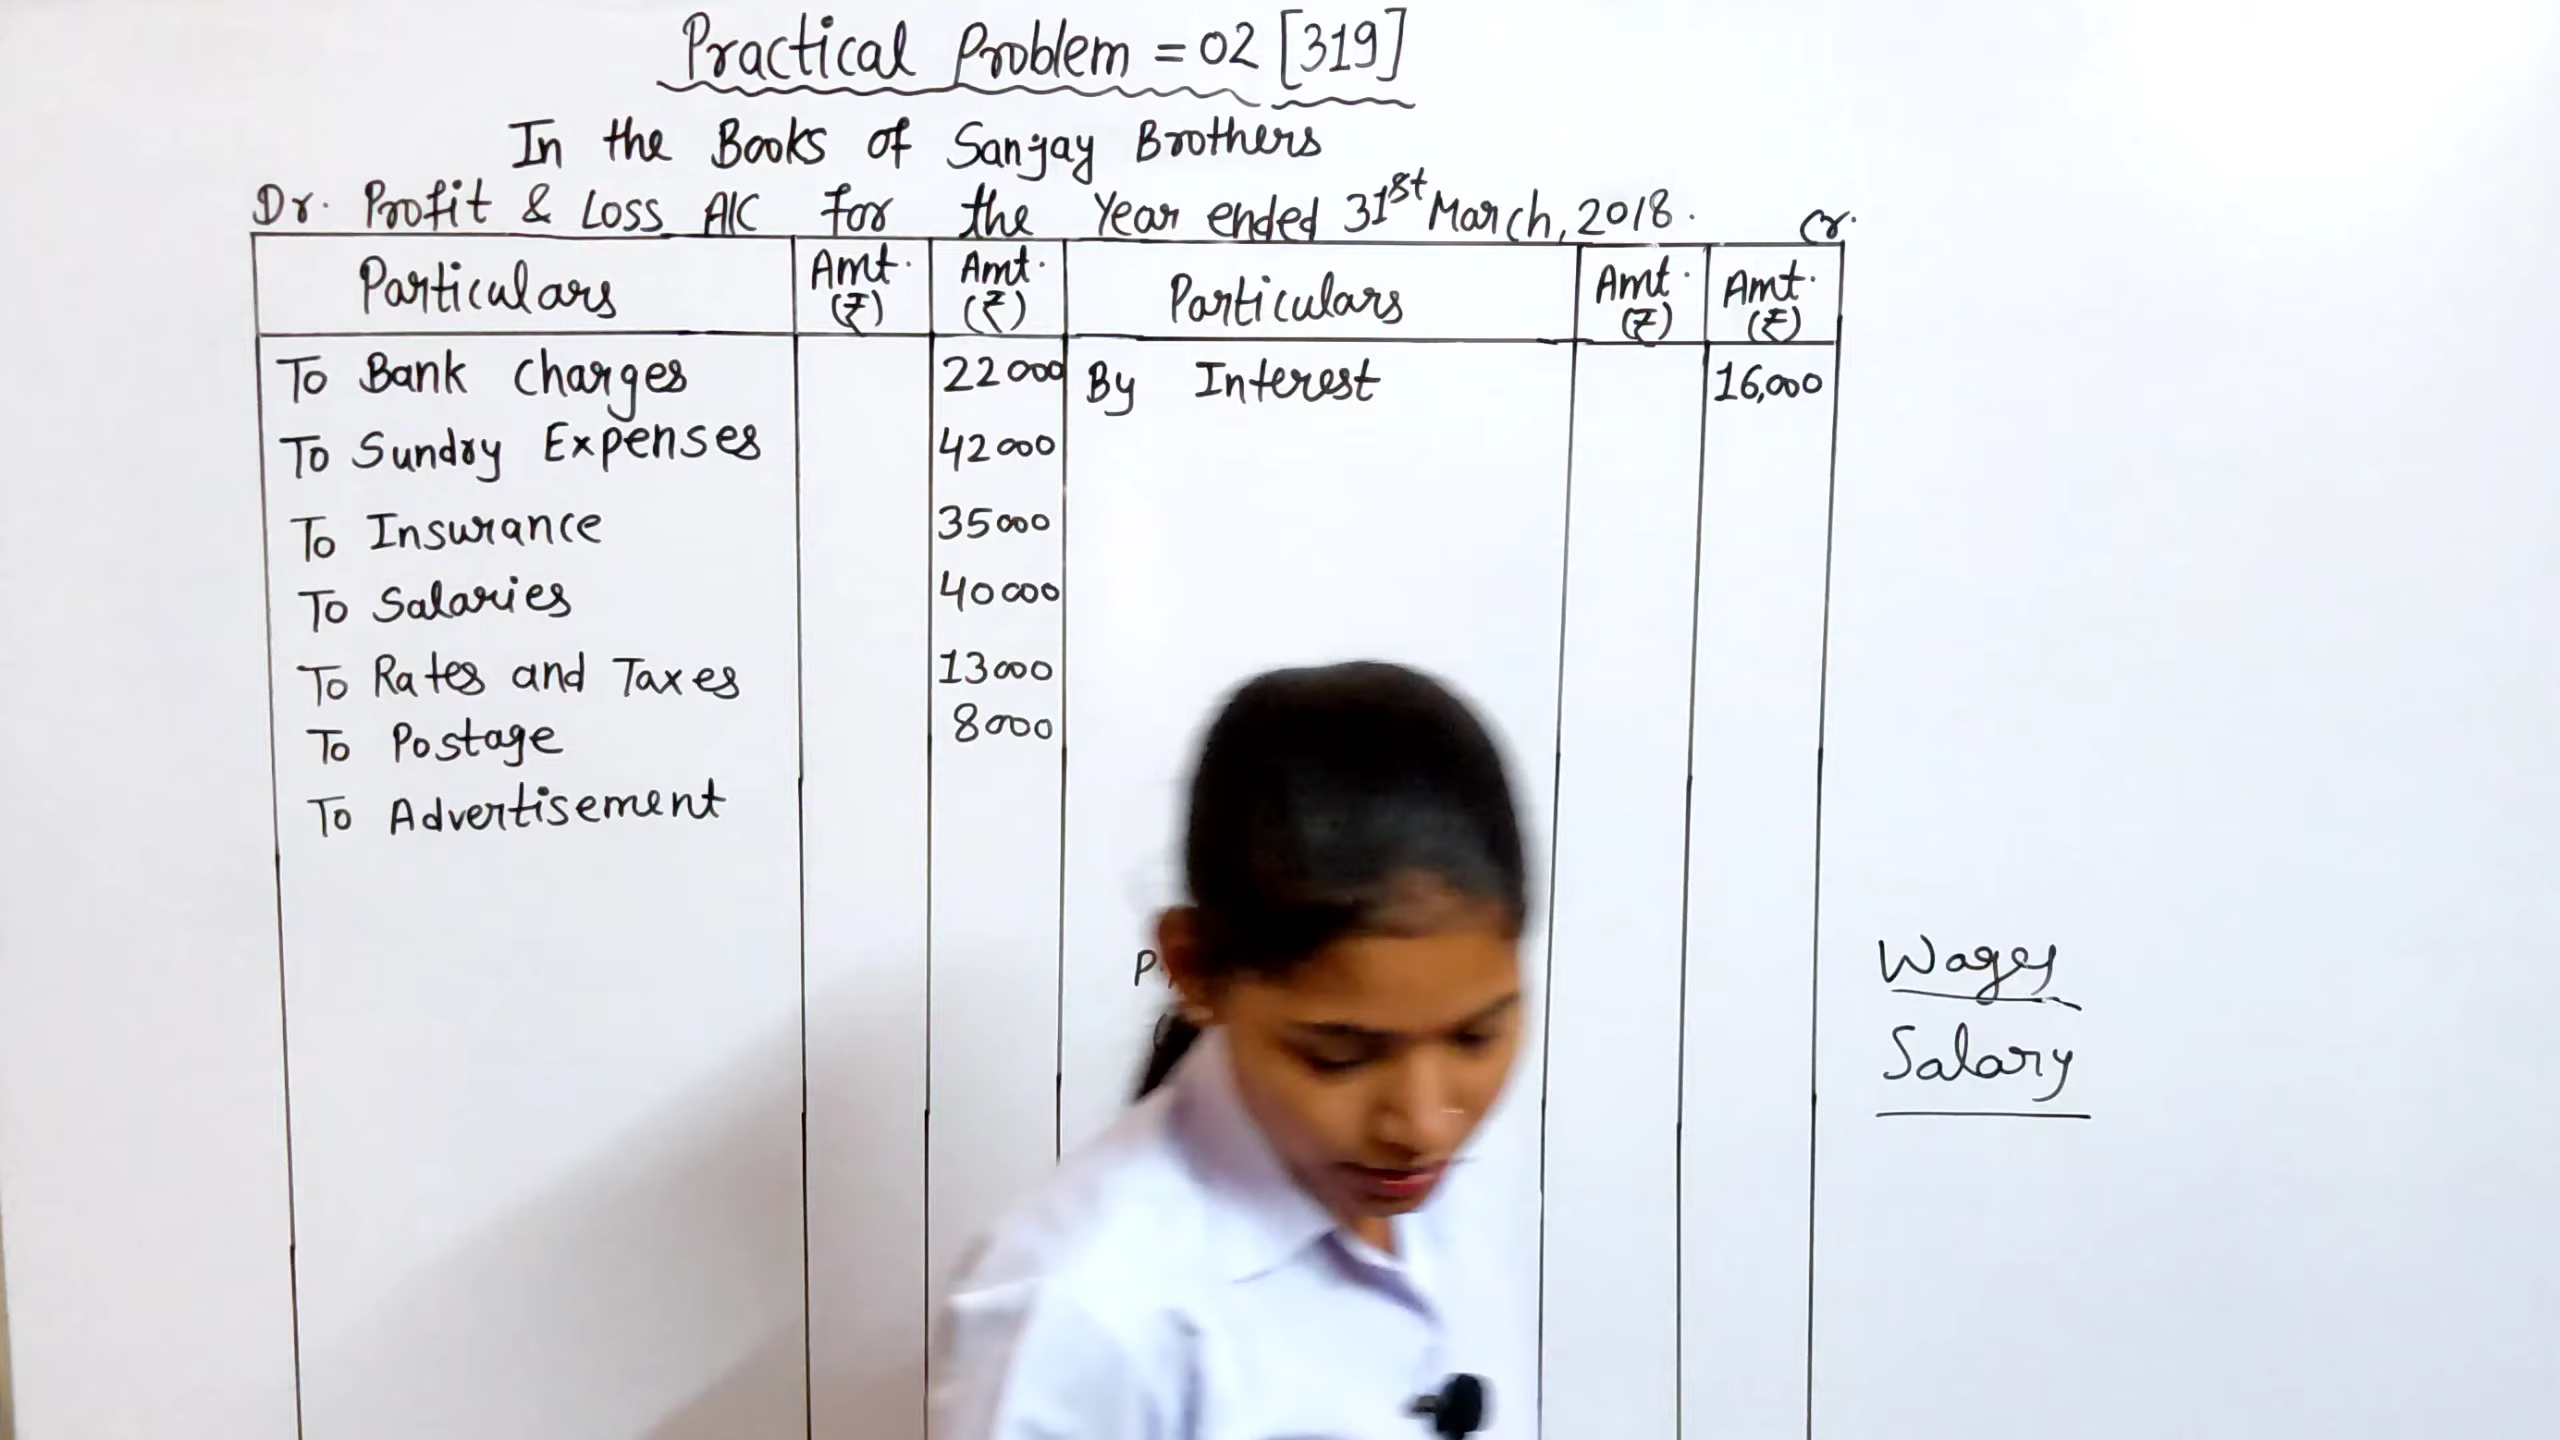 Practical Problem = 02 [319]
In the Books of Sanjay Brothers
Dr. Profit & Loss A/C for the Year ended 31st March, 2018. Cr.
Particulars Amt. (₹) Amt. (₹) Particulars Amt. (₹) Amt. (₹)
To Bank Charges 22000 By Interest 16,000
To Sundry Expenses 42000
To Insurance 35000
To Salaries 40000
To Rates and Taxes 13000
To Postage 8000
To Advertisement
Wages
Salary